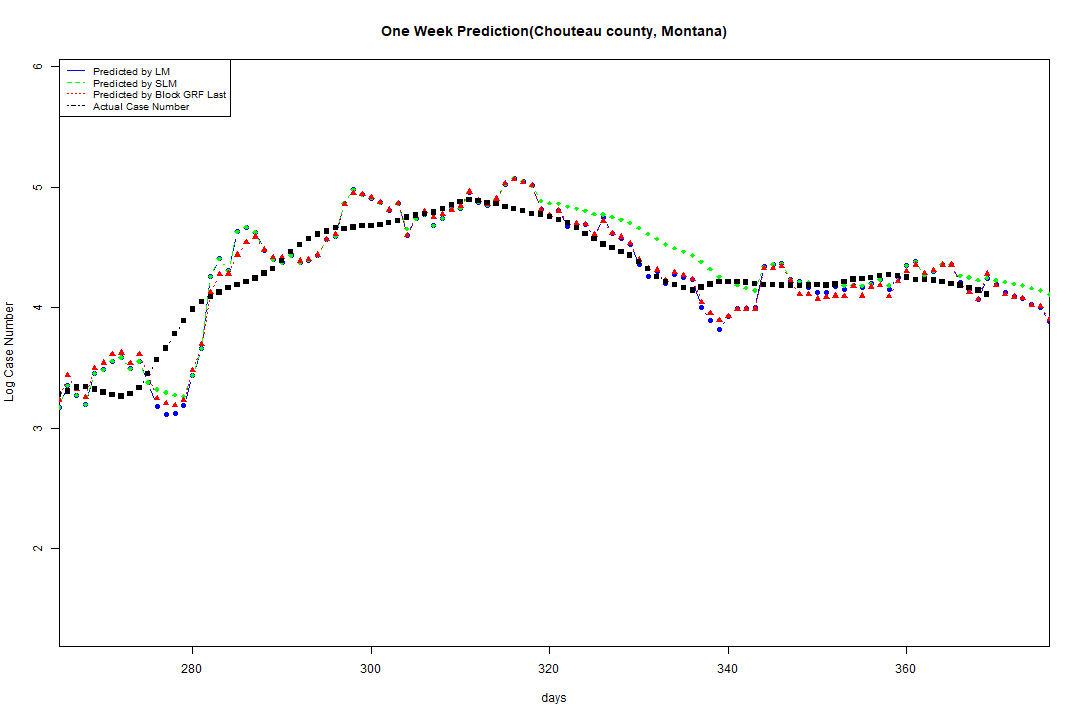 One Week Prediction(Chouteau county, Montana)
Predicted by LM
Predicted by SLM
Predicted by Block GRF Last
Actual Case Number
6
5
4
3
2
Log Case Number
280 300 320 340 360
days